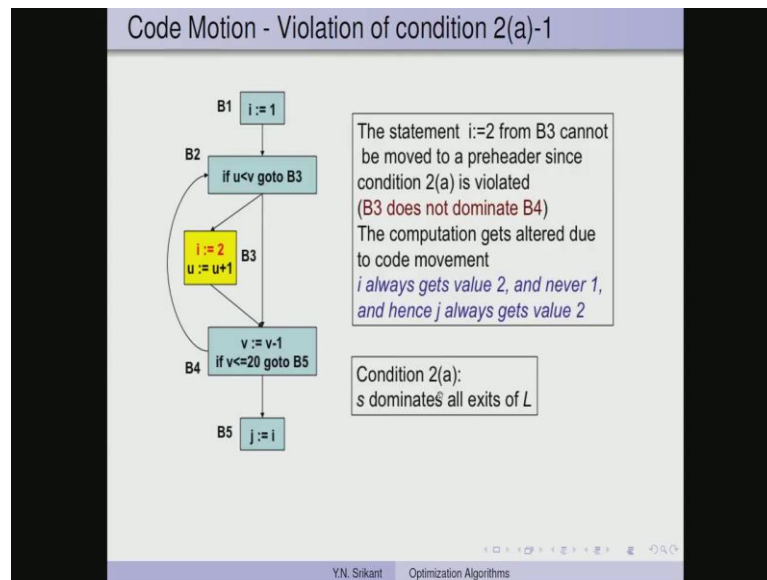 Code Motion - Violation of condition 2(a)-1
B1
i := 1
B2
if u<v goto B3
i := 2
u := u+1
B3
v := v-1
if v<=20 goto B5
B4
B5
j := i
The statement i:=2 from B3 cannot
be moved to a preheader since
condition 2(a) is violated
(B3 does not dominate B4)
The computation gets altered due
to code movement
i always gets value 2, and never 1,
and hence j always gets value 2
Condition 2(a):
s dominates all exits of L
Y.N. Srikant Optimization Algorithms